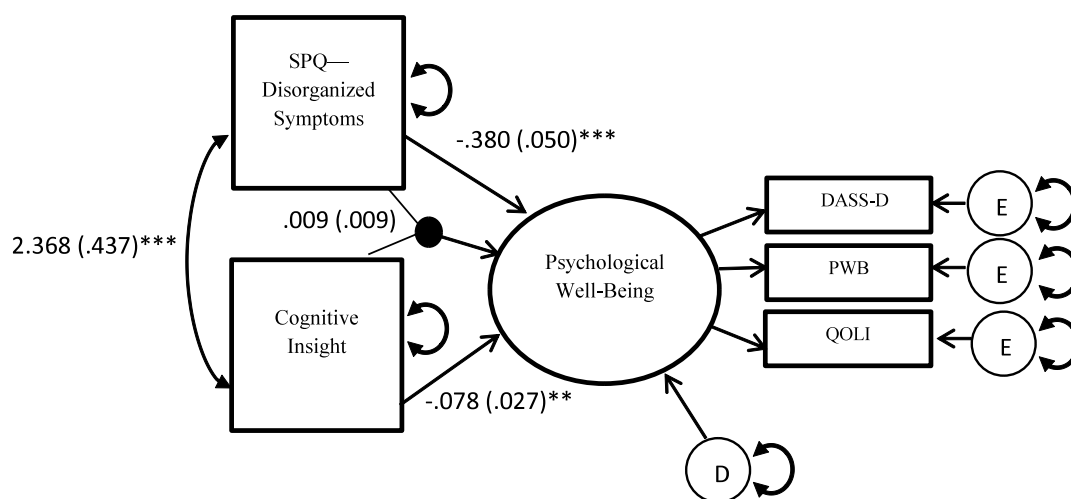 SPQ—
Disorganized
Symptoms
-.380 (.050)***
DASS-D
E
.009 (.009)
2.368 (.437)***
Psychological
Well-Being
PWB
E
Cognitive
Insight
QOLI
E
-.078 (.027)**
D